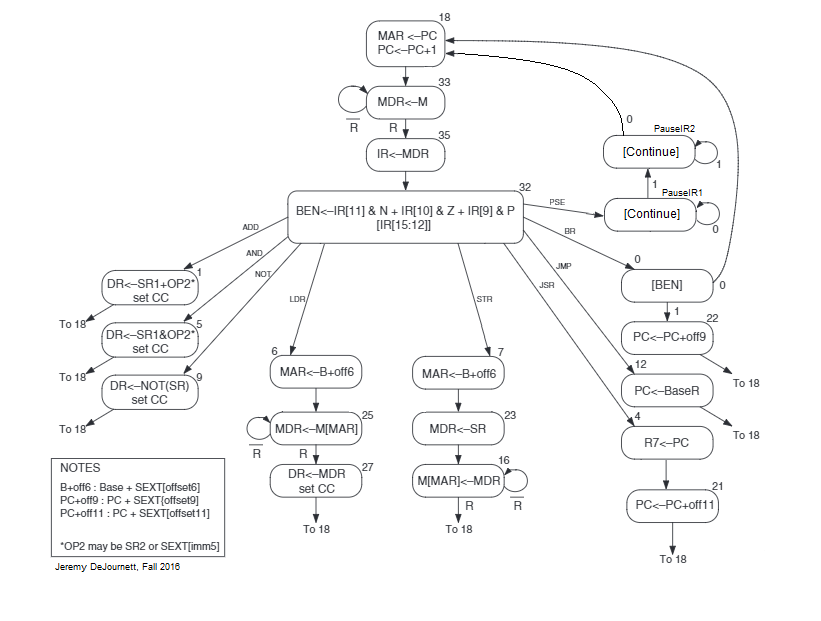 18
MAR <-PC
PC<-PC+1
33
MDR<-M
R
R
35
IR<-MDR
32
BEN<-IR[11] & N + IR[10] & Z + IR[9] & P
[IR[15:12]]
0
PauseIR2
[Continue]
1
1
PauseIR1
[Continue]
0
PSE
BR
JMP
JSR
ADD
AND
NOT
LDR
STR
1
DR<-SR1+OP2*
set CC
To 18
5
DR<-SR1&OP2*
set CC
To 18
9
DR<-NOT(SR)
set CC
To 18
6
MAR<-B+off6
25
MDR<-M[MAR]
R
R
27
DR<-MDR
set CC
To 18
7
MAR<-B+off6
23
MDR<-SR
16
M[MAR]<-MDR
R
R
To 18
0
[BEN]
0
1
22
PC<-PC+off9
To 18
12
PC<-BaseR
To 18
4
R7<-PC
21
PC<-PC+off11
To 18
NOTES
B+off6 : Base + SEXT[offset6]
PC+off9 : PC + SEXT{offset9]
PC+off11 : PC + SEXT[offset11]
*OP2 may be SR2 or SEXT[imm5]
Jeremy DeJournett, Fall 2016